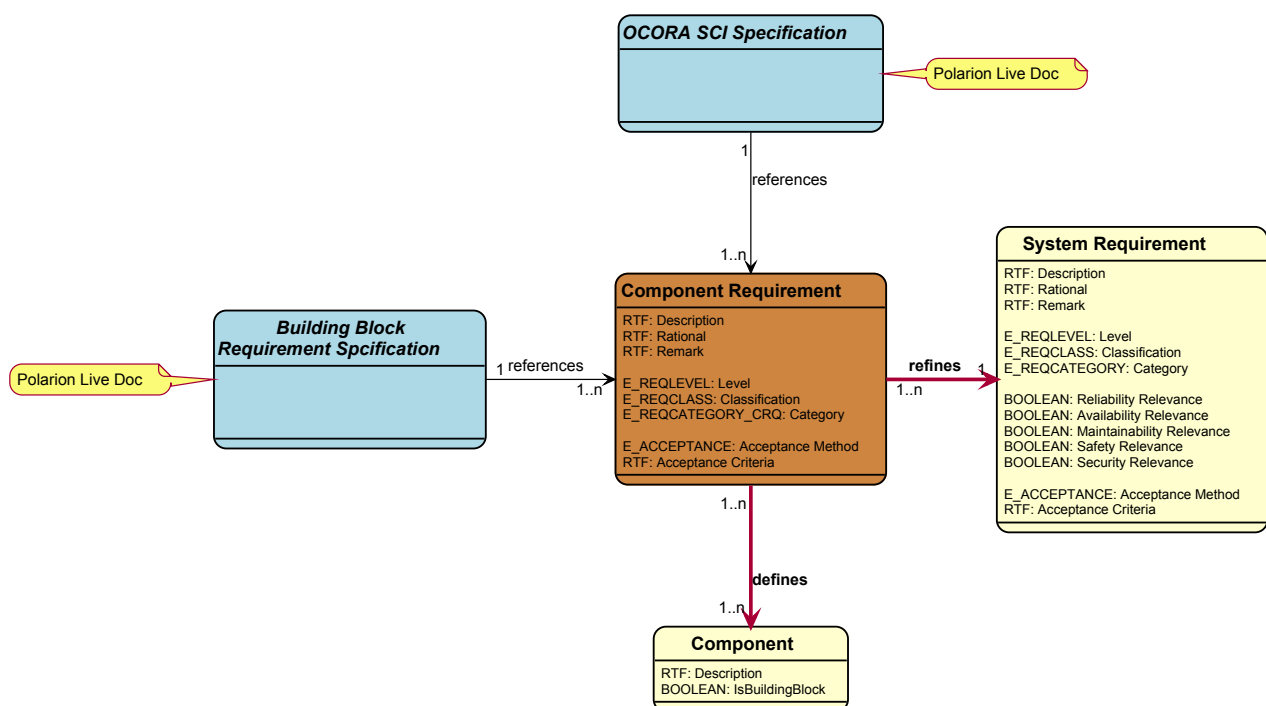 OCORA SCI Specification
Polarion Live Doc
1
references
1..n
System Requirement
RTF: Description
RTF: Rational
RTF: Remark
E_REQLEVEL: Level
E_REQCLASS: Classification
E_REQCATEGORY: Category
BOOLEAN: Reliability Relevance
BOOLEAN: Availability Relevance
BOOLEAN: Maintainability Relevance
BOOLEAN: Safety Relevance
BOOLEAN: Security Relevance
E_ACCEPTANCE: Acceptance Method
RTF: Acceptance Criteria
Component Requirement
RTF: Description
RTF: Rational
RTF: Remark
E_REQLEVEL: Level
E_REQCLASS: Classification
E_REQCATEGORY_CRQ: Category
E_ACCEPTANCE: Acceptance Method
RTF: Acceptance Criteria
Building Block
Requirement Spcification
Polarion Live Doc
1
references
1..n
refines
1
1..n
1..n
defines
1..n
Component
RTF: Description
BOOLEAN: IsBuildingBlock